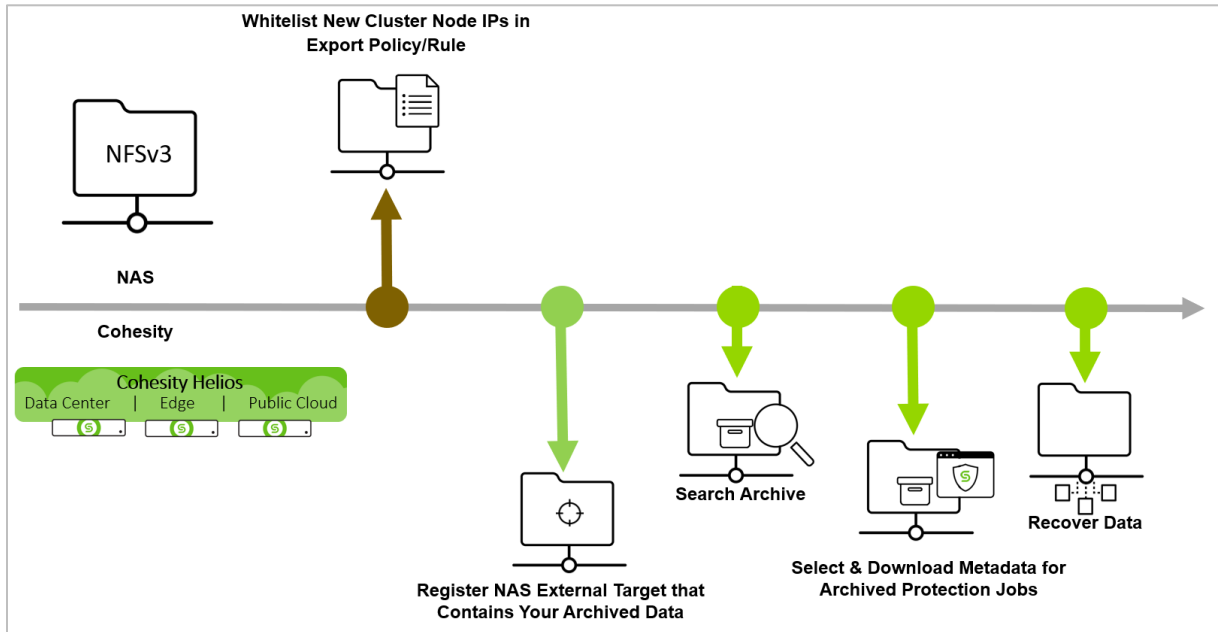 Whitelist New Cluster Node IPs in
Export Policy/Rule
NFSv3
NAS
Cohesity
Cohesity Helios
Data Center | Edge | Public Cloud
Search Archive
Recover Data
Select & Download Metadata for
Archived Protection Jobs
Register NAS External Target that
Contains Your Archived Data